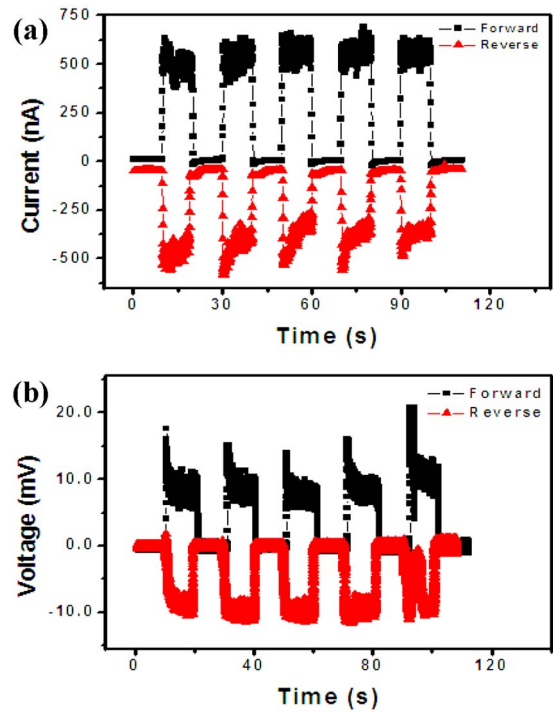 (a)
Forward
Reverse
750
500
250
0
-250
-500
Current (nA)
0 30 60 90 120
Time (s)
(b)
Forward
Reverse
20.0
10.0
0.0
-10.0
Voltage (mV)
0 40 80 120
Time (s)